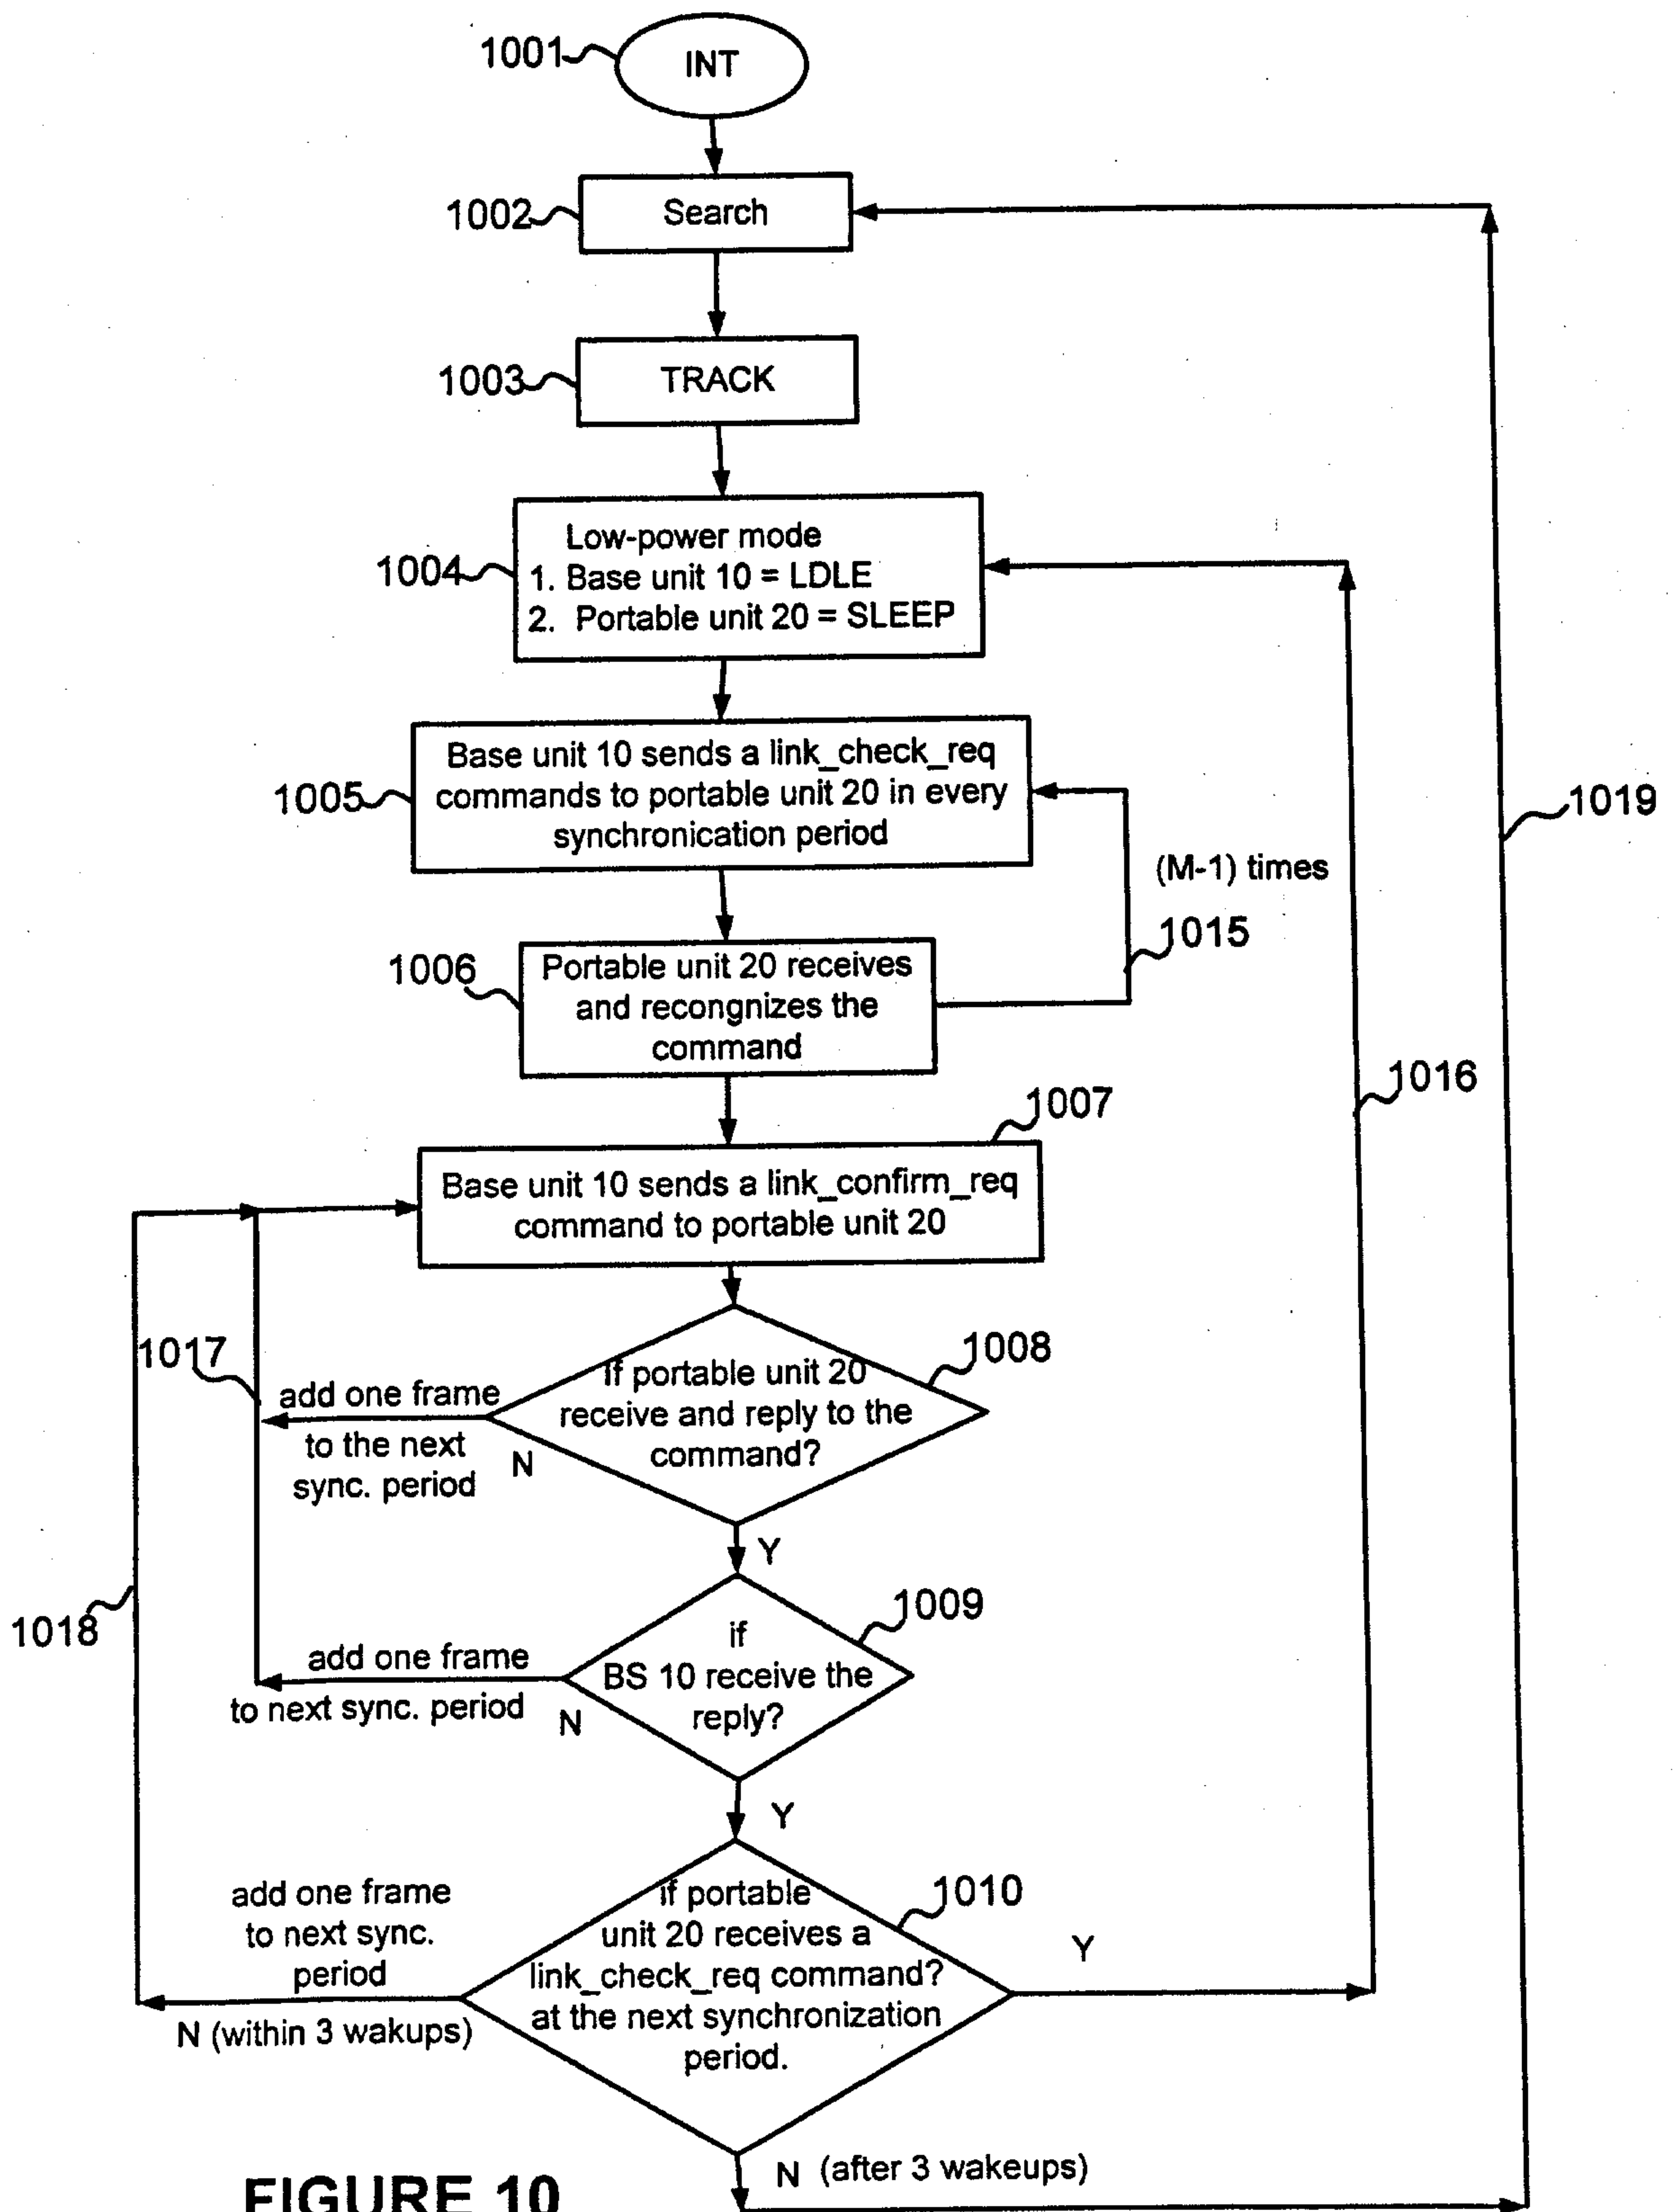 1001
INT
1002
Search
1003
TRACK
1004
Low-power mode
1. Base unit 10 = LDLE
2. Portable unit 20 = SLEEP
1005
Base unit 10 sends a link_check_req
commands to portable unit 20 in every
synchronication period
1019
(M-1) times
1015
1006
Portable unit 20 receives
and recongnizes the
command
1016
1007
Base unit 10 sends a link_confirm_req
command to portable unit 20
1017
1008
If portable unit 20
receive and reply to the
command?
add one frame
to the next
sync. period
N
Y
1018
1009
if
BS 10 receive the
reply?
add one frame
to next sync. period
N
Y
1010
if portable
unit 20 receives a
link_check_req command?
at the next synchronization
period.
add one frame
to next sync.
period
N (within 3 wakups)
Y
N (after 3 wakeups)
FIGURE 10